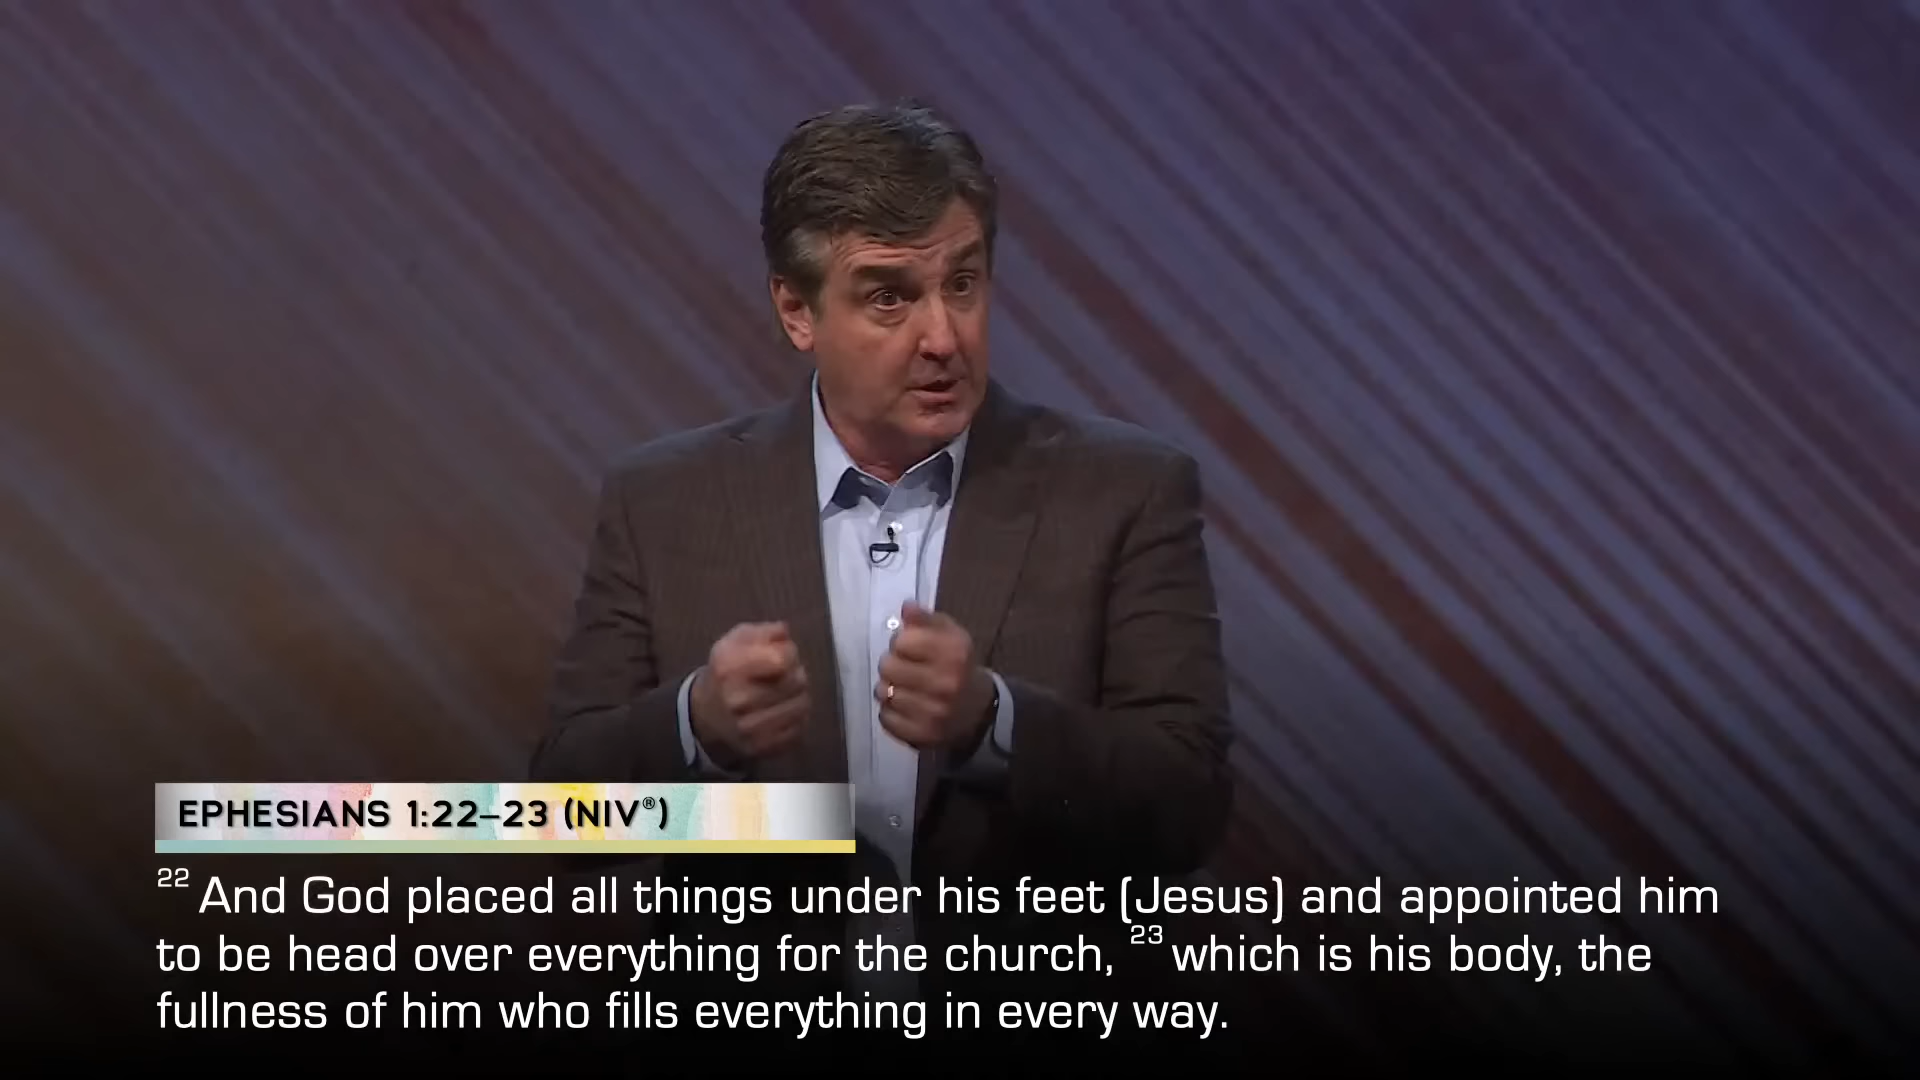 EPHESIANS 1:22–23 (NIV®)
22 And God placed all things under his feet (Jesus) and appointed him
to be head over everything for the church, 23 which is his body, the
fullness of him who fills everything in every way.